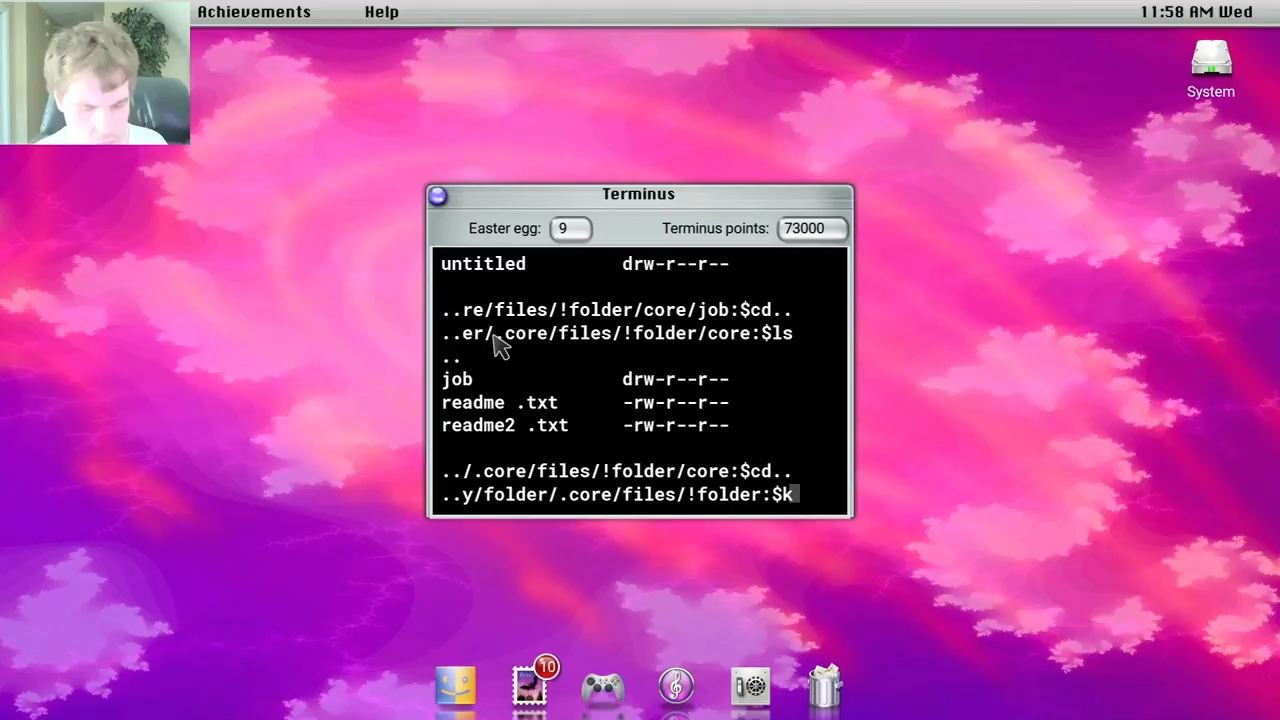 Achievements Help 11:58 AM Wed
System
Terminus
Easter egg: 9 Terminus points: 73000
untitled drw-r--r--
..re/files/!folder/core/job:$cd..
..er/.core/files/!folder/core:$ls
..
job drw-r--r--
readme .txt -rw-r--r--
readme2 .txt -rw-r--r--
../.core/files/!folder/core:$cd..
..y/folder/.core/files/!folder:$k
10